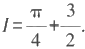 I = π/4 + 3/2.